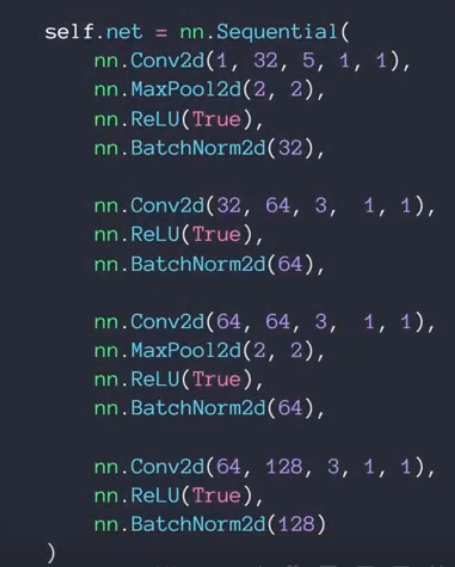 self.net = nn.Sequential(
nn.Conv2d(1, 32, 5, 1, 1),
nn.MaxPool2d(2, 2),
nn.ReLU(True),
nn.BatchNorm2d(32),
nn.Conv2d(32, 64, 3,  1, 1),
nn.ReLU(True),
nn.BatchNorm2d(64),
nn.Conv2d(64, 64, 3,  1, 1),
nn.MaxPool2d(2, 2),
nn.ReLU(True),
nn.BatchNorm2d(64),
nn.Conv2d(64, 128, 3, 1, 1),
nn.ReLU(True),
nn.BatchNorm2d(128)
)